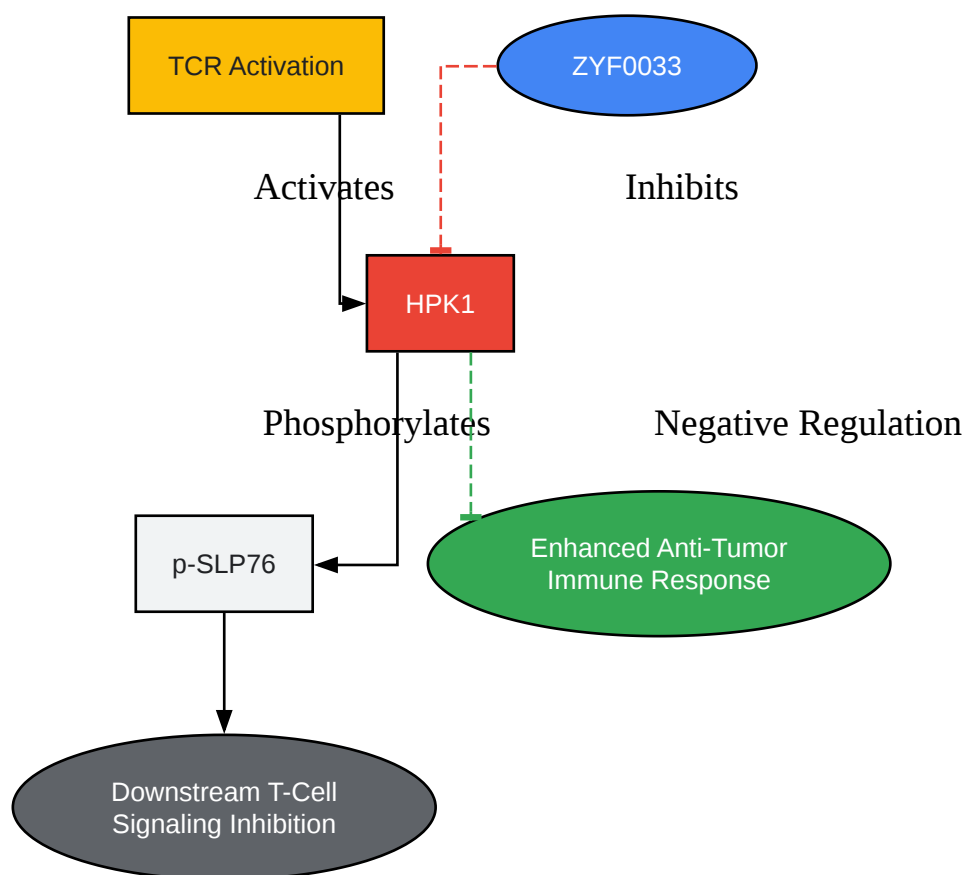 TCR Activation
ZYF0033
Activates
Inhibits
HPK1
Phosphorylates
Negative Regulation
p-SLP76
Enhanced Anti-Tumor
Immune Response
Downstream T-Cell
Signaling Inhibition